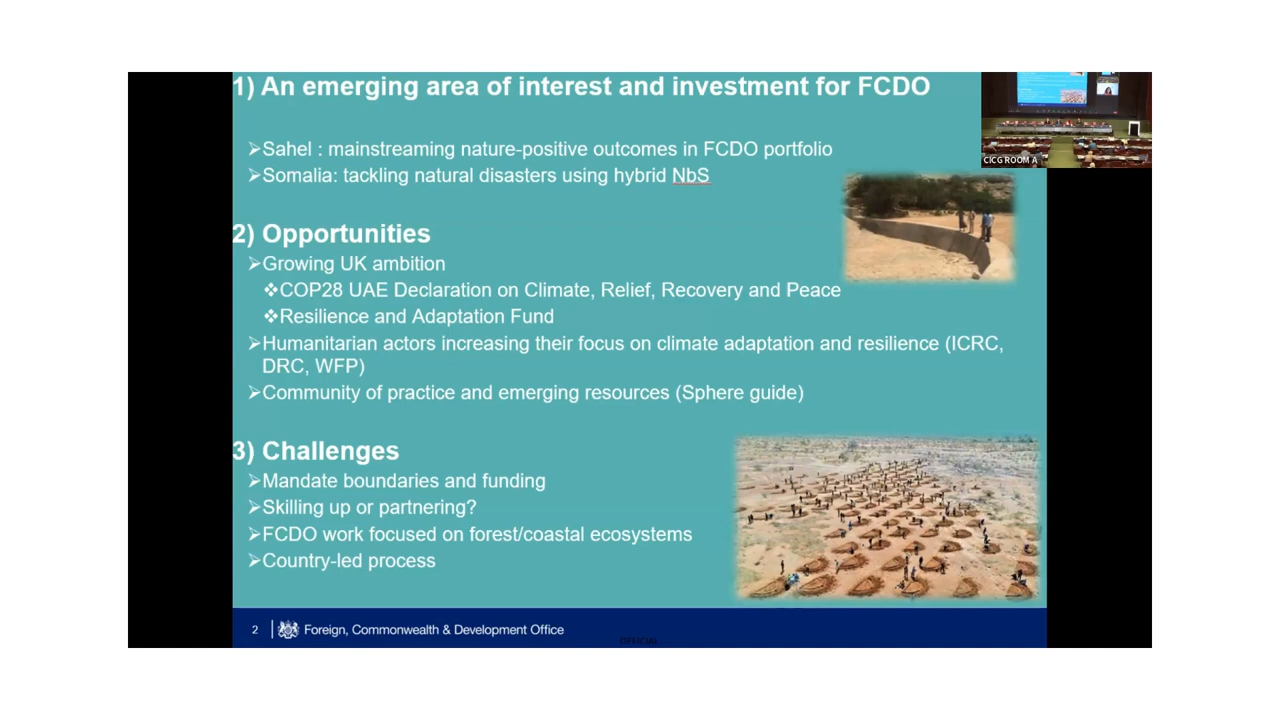 1) An emerging area of interest and investment for FCDO
CICG ROOM A
➢Sahel : mainstreaming nature-positive outcomes in FCDO portfolio
➢Somalia: tackling natural disasters using hybrid NbS
2) Opportunities
➢Growing UK ambition
❖COP28 UAE Declaration on Climate, Relief, Recovery and Peace
❖Resilience and Adaptation Fund
➢Humanitarian actors increasing their focus on climate adaptation and resilience (ICRC,
DRC, WFP)
➢Community of practice and emerging resources (Sphere guide)
3) Challenges
➢Mandate boundaries and funding
➢Skilling up or partnering?
➢FCDO work focused on forest/coastal ecosystems
➢Country-led process
2 Foreign, Commonwealth & Development Office
OFFICIAL